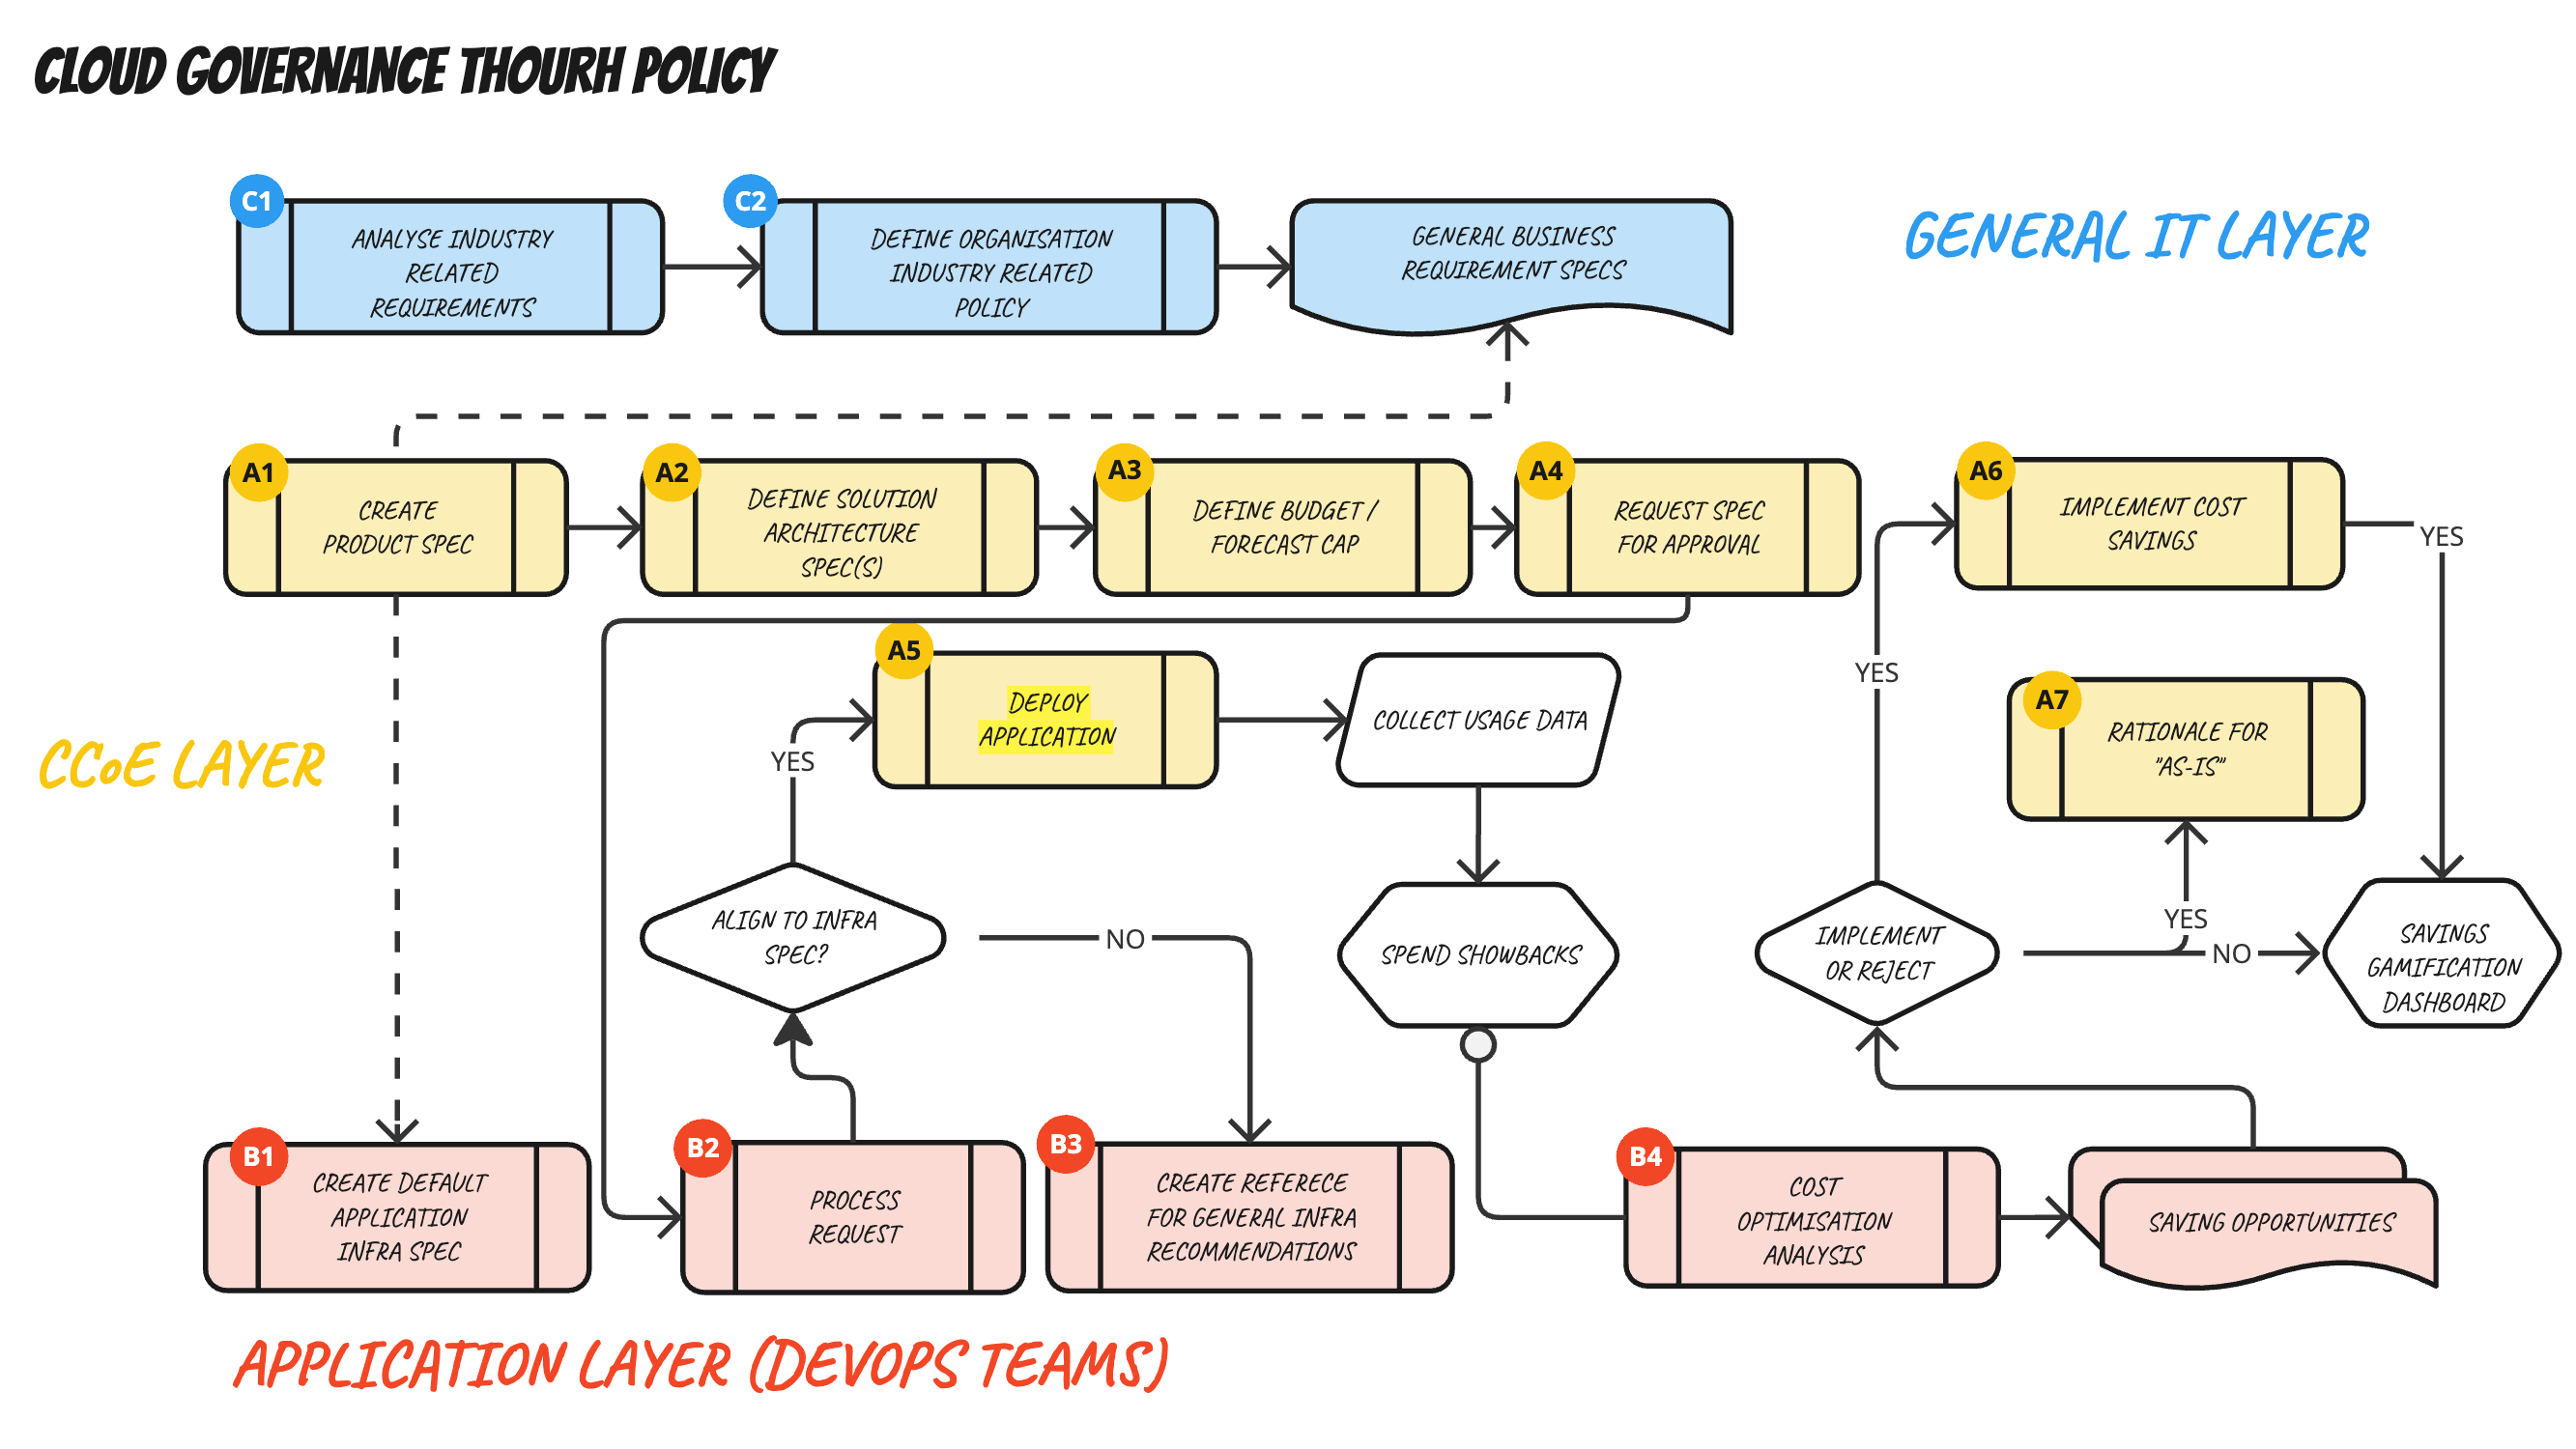 CLOUD GOVERNANCE THOURH POLICY
C1
ANALYSE INDUSTRY
RELATED
REQUIREMENTS
C2
DEFINE ORGANISATION
INDUSTRY RELATED
POLICY
GENERAL BUSINESS
REQUIREMENT SPECS
GENERAL IT LAYER
A1
CREATE
PRODUCT SPEC
A2
DEFINE SOLUTION
ARCHITECTURE
SPEC(S)
A3
DEFINE BUDGET /
FORECAST CAP
A4
REQUEST SPEC
FOR APPROVAL
A6
IMPLEMENT COST
SAVINGS
YES
A5
DEPLOY
APPLICATION
COLLECT USAGE DATA
YES
A7
RATIONALE FOR
"AS-IS"
CCoE LAYER
YES
ALIGN TO INFRA
SPEC?
NO
SPEND SHOWBACKS
IMPLEMENT
OR REJECT
YES
NO
SAVINGS
GAMIFICATION
DASHBOARD
B1
CREATE DEFAULT
APPLICATION
INFRA SPEC
B2
PROCESS
REQUEST
B3
CREATE REFERECE
FOR GENERAL INFRA
RECOMMENDATIONS
B4
COST
OPTIMISATION
ANALYSIS
SAVING OPPORTUNITIES
APPLICATION LAYER (DEVOPS TEAMS)